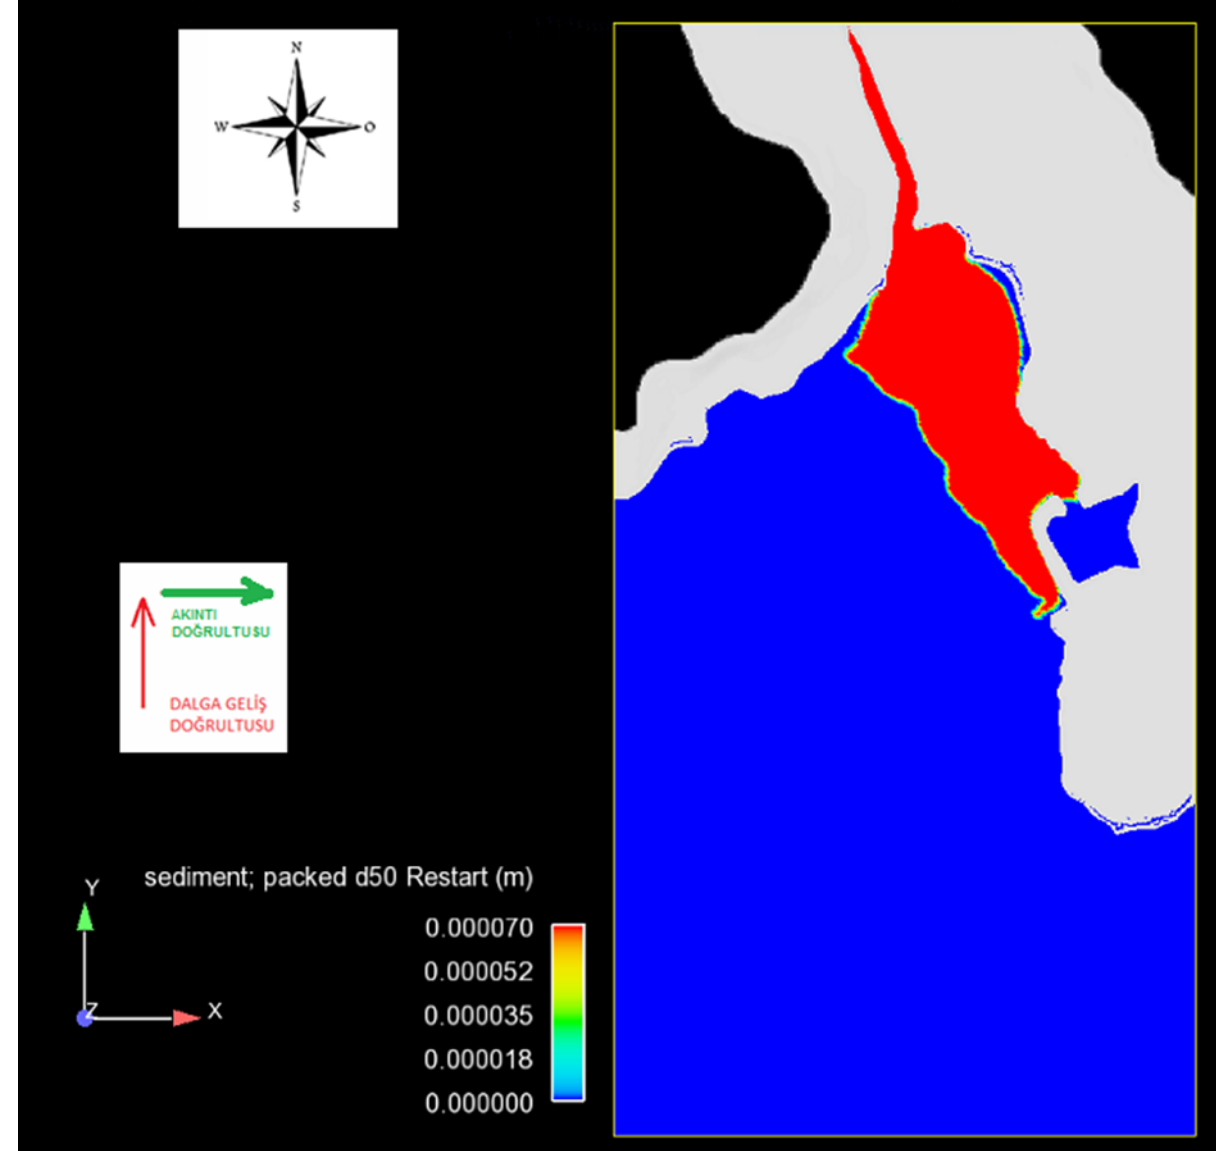 N
W
O
S
AKINTI
DOĞRULTUSU
DALGA GELİŞ
DOĞRULTUSU
Y
sediment; packed d50 Restart (m)
0.000070
0.000052
0.000035
0.000018
0.000000
Z
X